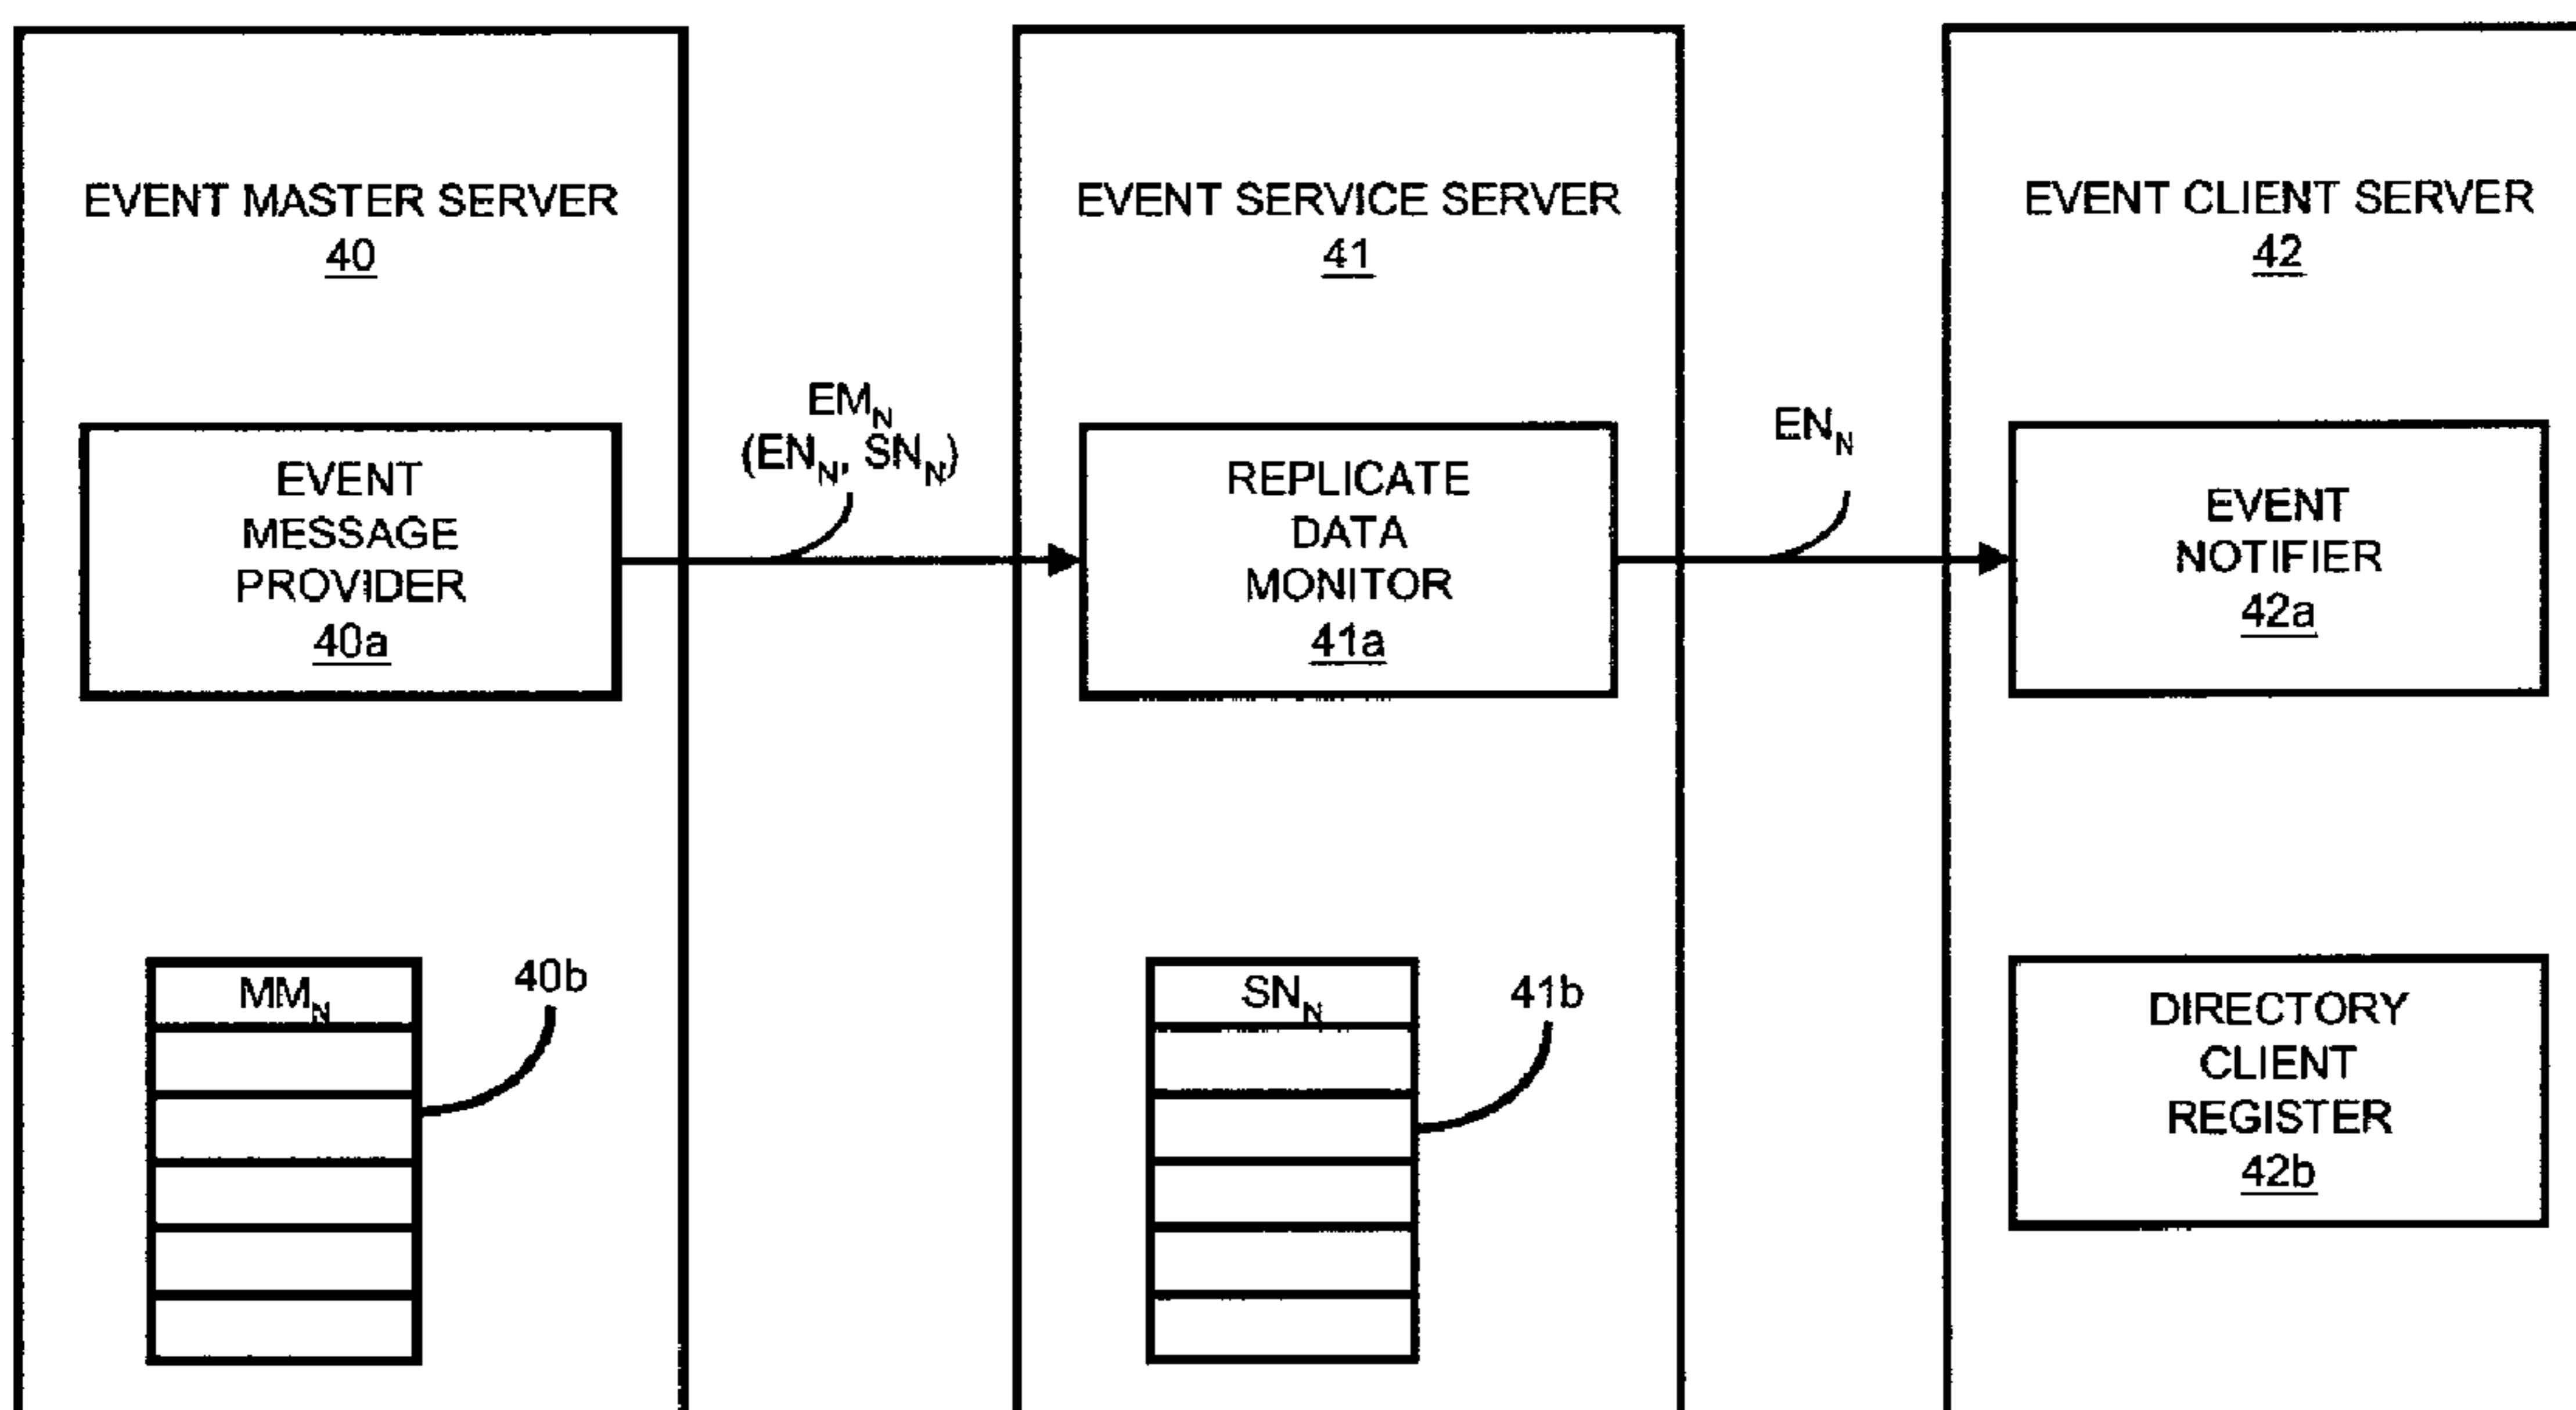 EVENT MASTER SERVER
40
EVENT MESSAGE PROVIDER
40a
MM_N
40b
EM_N
(EN_N, SN_N)
EVENT SERVICE SERVER
41
REPLICATE DATA MONITOR
41a
SN_N
41b
EN_N
EVENT CLIENT SERVER
42
EVENT NOTIFIER
42a
DIRECTORY CLIENT REGISTER
42b